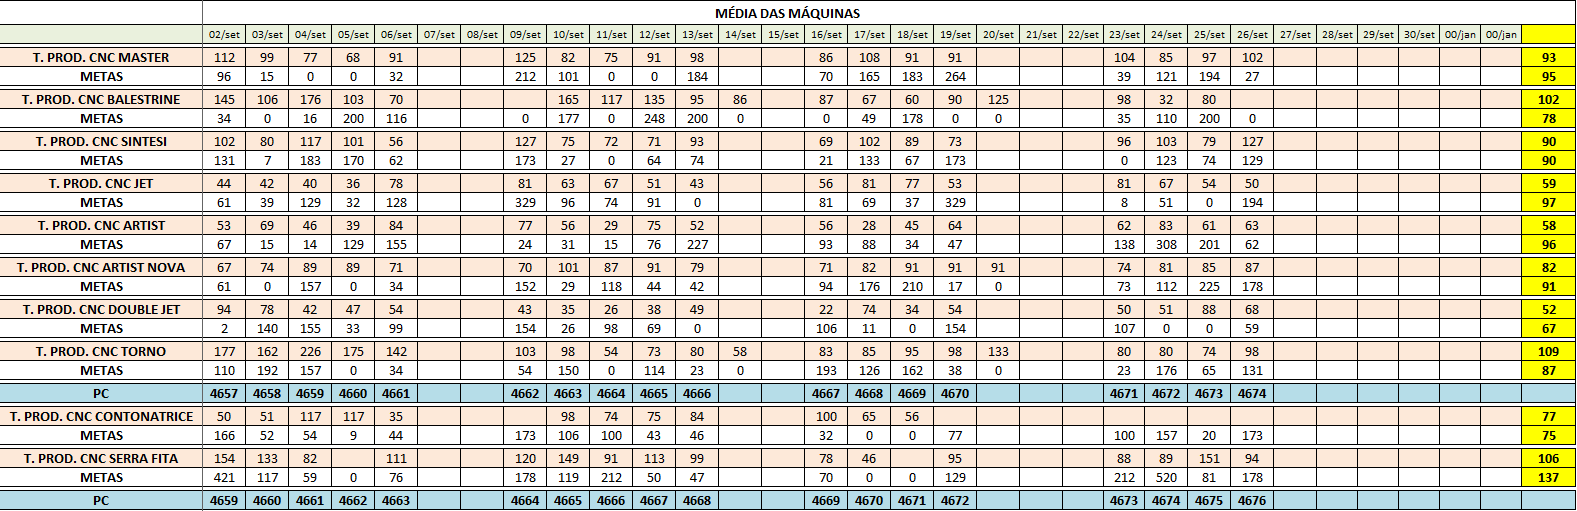 MÉDIA DAS MÁQUINAS
02/set 03/set 04/set 05/set 06/set 07/set 08/set 09/set 10/set 11/set 12/set 13/set 14/set 15/set 16/set 17/set 18/set 19/set 20/set 21/set 22/set 23/set 24/set 25/set 26/set 27/set 28/set 29/set 30/set 00/jan 00/jan
T. PROD. CNC MASTER 112 99 77 68 91 125 82 75 91 98 86 108 91 91 104 85 97 102 93
METAS 96 15 0 0 32 212 101 0 0 184 70 165 183 264 39 121 194 27 95
T. PROD. CNC BALESTRINE 145 106 176 103 70 165 117 135 95 86 87 67 60 90 125 98 32 80 102
METAS 34 0 16 200 116 0 177 0 248 200 0 0 49 178 0 0 35 110 200 0 78
T. PROD. CNC SINTESI 102 80 117 101 56 127 75 72 71 93 69 102 89 73 96 103 79 127 90
METAS 131 7 183 170 62 173 27 0 64 74 21 133 67 173 0 123 74 129 90
T. PROD. CNC JET 44 42 40 36 78 81 63 67 51 43 56 81 77 53 81 67 54 50 59
METAS 61 39 129 32 128 329 96 74 91 0 81 69 37 329 8 51 0 194 97
T. PROD. CNC ARTIST 53 69 46 39 84 77 56 29 75 52 56 28 45 64 62 83 61 63 58
METAS 67 15 14 129 155 24 31 15 76 227 93 88 34 47 138 308 201 62 96
T. PROD. CNC ARTIST NOVA 67 74 89 89 71 70 101 87 91 79 71 82 91 91 91 74 81 85 87 82
METAS 61 0 157 0 34 152 29 118 44 42 94 176 210 17 0 73 112 225 178 91
T. PROD. CNC DOUBLE JET 94 78 42 47 54 43 35 26 38 49 22 74 34 54 50 51 88 68 52
METAS 2 140 155 33 99 154 26 98 69 0 106 11 0 154 107 0 0 59 67
T. PROD. CNC TORNO 177 162 226 175 142 103 98 54 73 80 58 83 85 95 98 133 80 80 74 98 109
METAS 110 192 157 0 34 54 150 0 114 23 0 193 126 162 38 0 23 176 65 131 87
PC 4657 4658 4659 4660 4661 4662 4663 4664 4665 4666 4667 4668 4669 4670 4671 4672 4673 4674
T. PROD. CNC CONTONATRICE 50 51 117 117 35 98 74 75 84 100 65 56 77
METAS 166 52 54 9 44 173 106 100 43 46 32 0 0 77 100 157 20 173 75
T. PROD. CNC SERRA FITA 154 133 82 111 120 149 91 113 99 78 46 95 88 89 151 94 106
METAS 421 117 59 0 76 178 119 212 50 47 70 0 0 129 212 520 81 178 137
PC 4659 4660 4661 4662 4663 4664 4665 4666 4667 4668 4669 4670 4671 4672 4673 4674 4675 4676